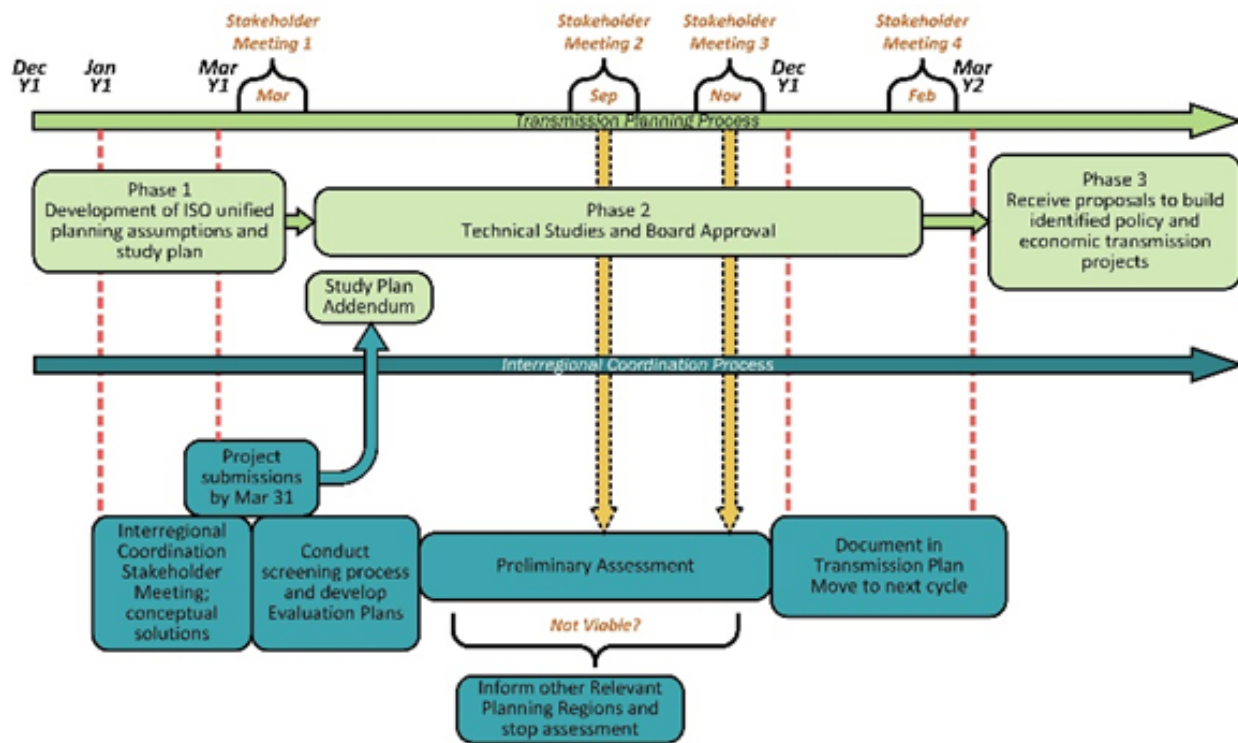 Stakeholder
Meeting 1
Stakeholder
Meeting 2
Stakeholder
Meeting 3
Stakeholder
Meeting 4
Dec
Y1
Jan
Y1
Mar
Y1
Mar
Sep
Nov
Dec
Y1
Feb
Mar
Y2
Transmission Planning Process
Phase 1
Development of ISO unified
planning assumptions and
study plan
Phase 2
Technical Studies and Board Approval
Phase 3
Receive proposals to build
identified policy and
economic transmission
projects
Study Plan
Addendum
Interregional Coordination Process
Project
submissions
by Mar 31
Interregional
Coordination
Stakeholder
Meeting;
conceptual
solutions
Conduct
screening process
and develop
Evaluation Plans
Preliminary Assessment
Document in
Transmission Plan
Move to next cycle
Not Viable?
Inform other Relevant
Planning Regions and
stop assessment